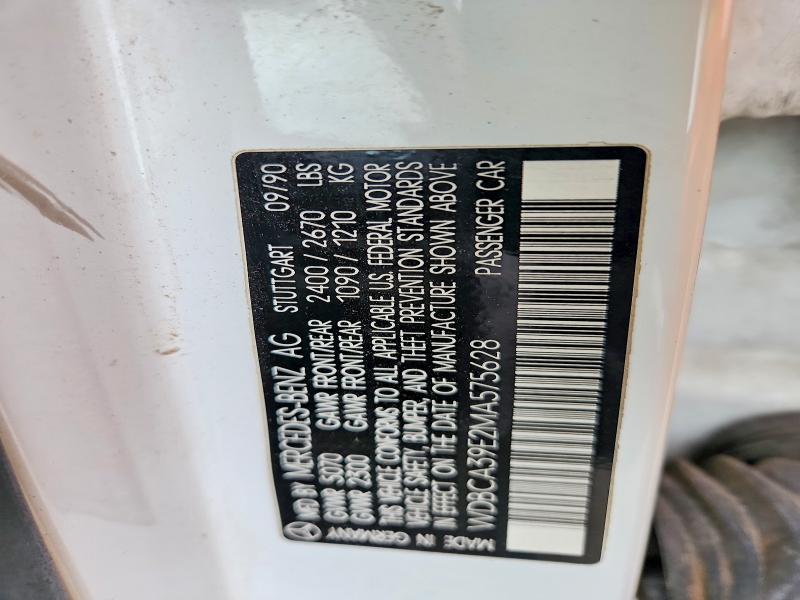 MFD BY MERCEDES-BENZ AG STUTTGART 09/90
GERMANY
GVWR 5070 GAWR FRONT/REAR 2400 / 2670 LBS
GVWR 2300 GAWR FRONT/REAR 1090 / 1210 KG
THIS VEHICLE CONFORMS TO ALL APPLICABLE U.S. FEDERAL MOTOR
VEHICLE SAFETY, BUMPER, AND THEFT PREVENTION STANDARDS
IN EFFECT ON THE DATE OF MANUFACTURE SHOWN ABOVE
WDBCA39E2MA575628 PASSENGER CAR
MADE IN GERMANY